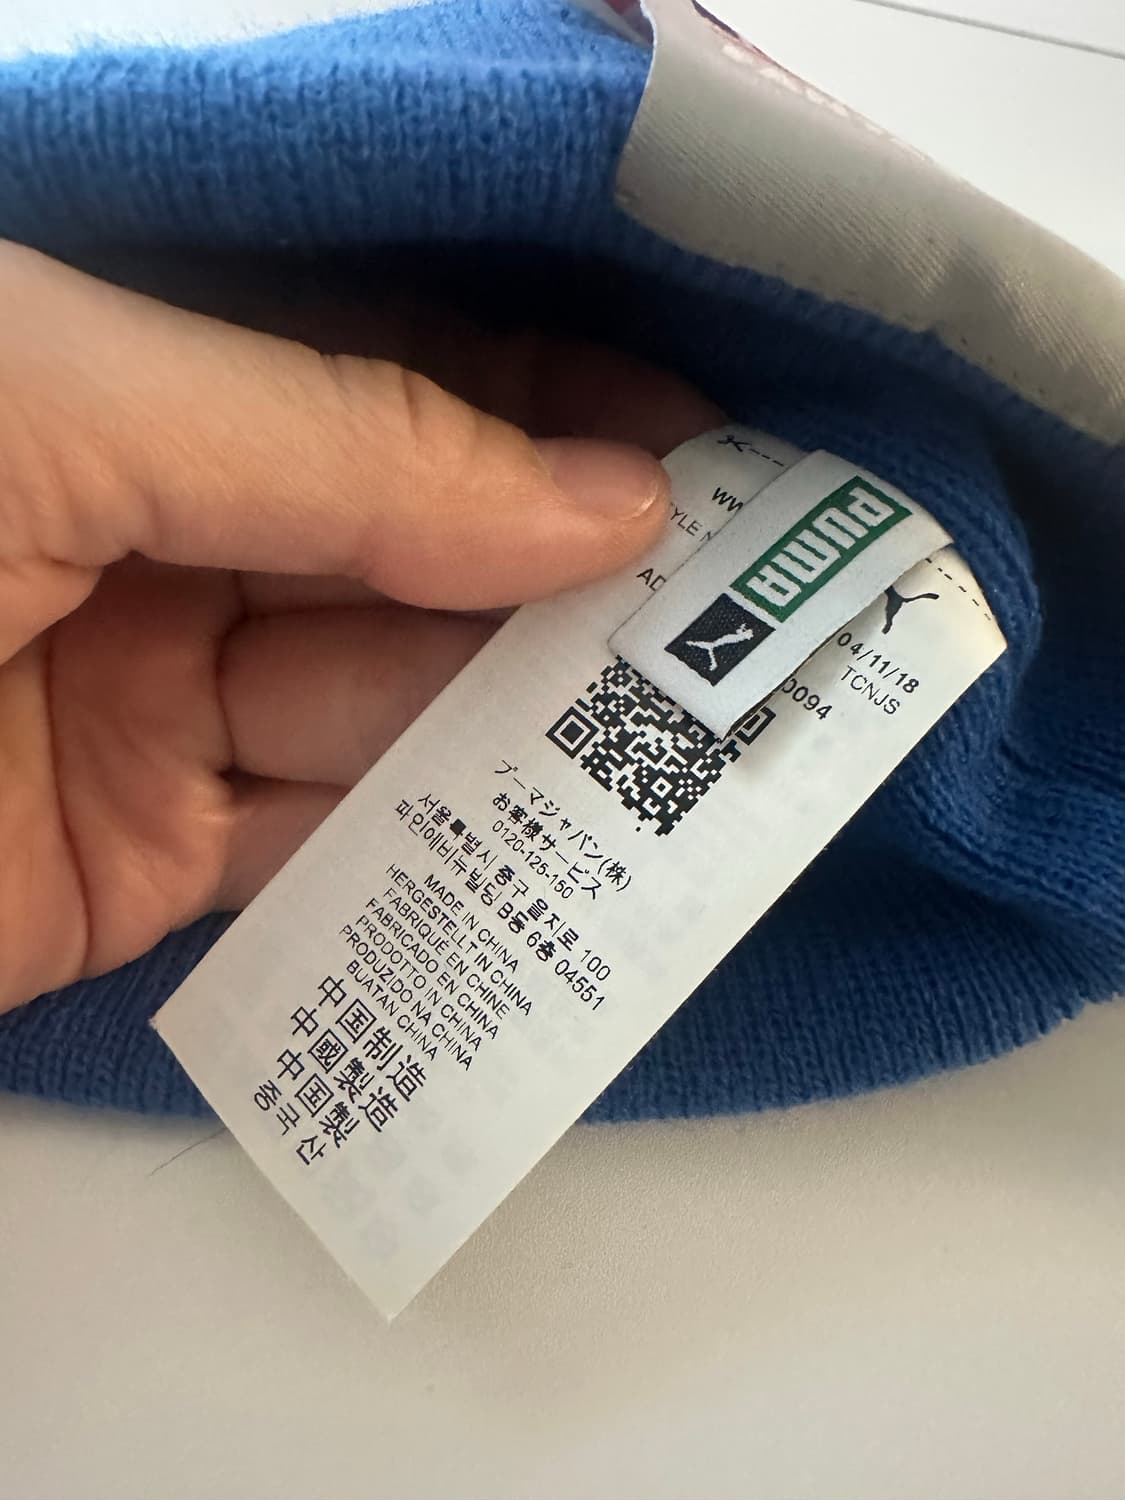 PUMA
04/11/18
TCNJS
0094
プーマジャパン(株)
お客様サービス
0120-125-150
서울특별시 중구 을지로 100
파인애비뉴빌딩 B동 6층 04551
MADE IN CHINA
HERGESTELLT IN CHINA
FABRIQUÉ EN CHINE
FABRICADO EN CHINA
PRODOTTO IN CHINA
PRODUZIDO NA CHINA
BUATAN CHINA
中国制造
中國製造
中国製
중국 산